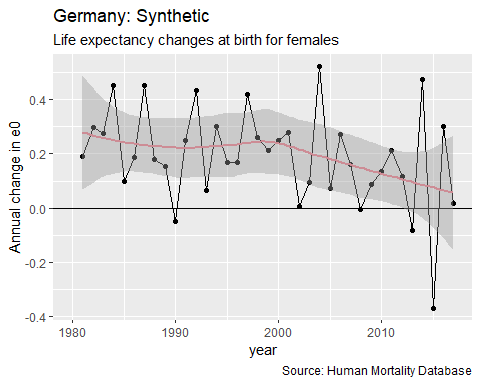 Germany: Synthetic
Life expectancy changes at birth for females
Annual change in e0
0.4
0.2
0.0
-0.2
-0.4
1980 1990 2000 2010
year
Source: Human Mortality Database